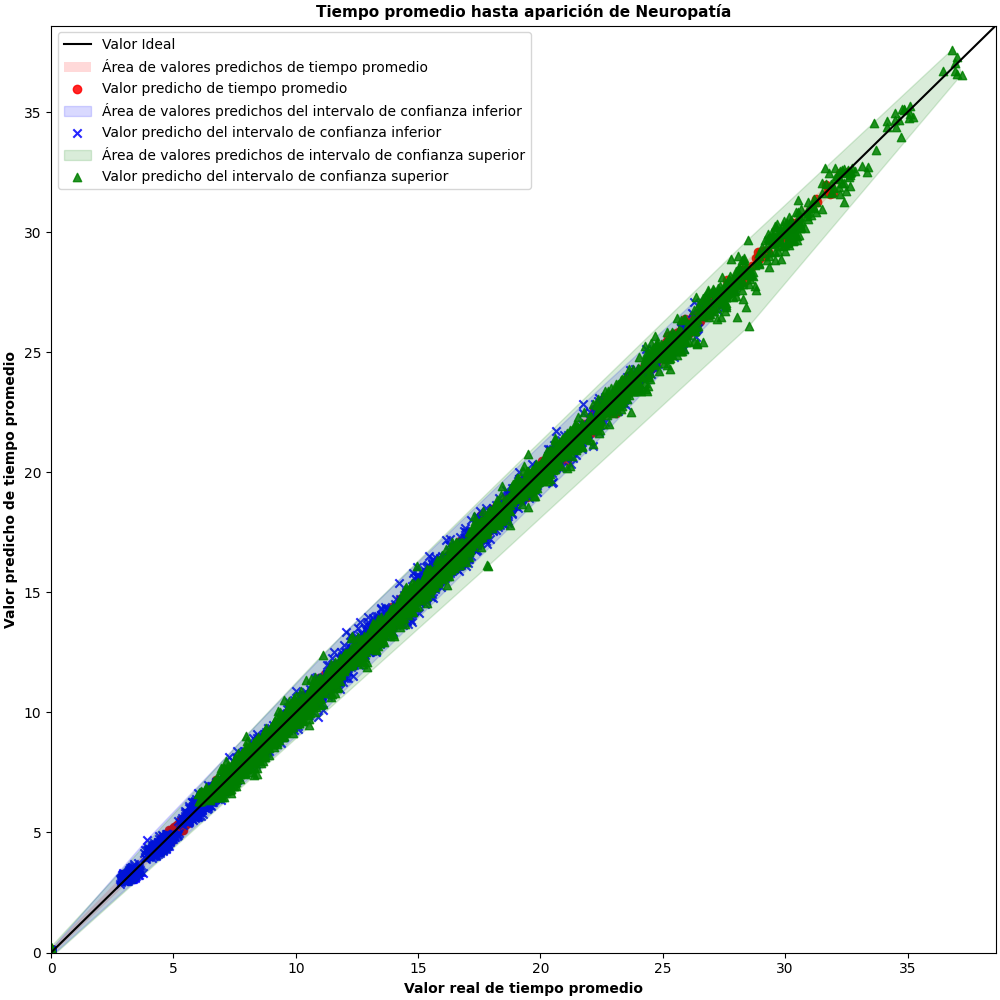 Tiempo promedio hasta aparición de Neuropatía
Valor Ideal
Área de valores predichos de tiempo promedio
Valor predicho de tiempo promedio
Área de valores predichos del intervalo de confianza inferior
Valor predicho del intervalo de confianza inferior
Área de valores predichos de intervalo de confianza superior
Valor predicho del intervalo de confianza superior
Valor predicho de tiempo promedio
35
30
25
20
15
10
5
0
0 5 10 15 20 25 30 35
Valor real de tiempo promedio